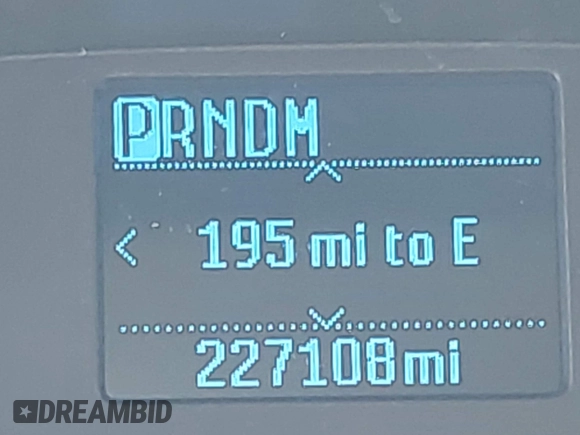 PRNDM
< 195 mi to E
227108mi
DREAMBID